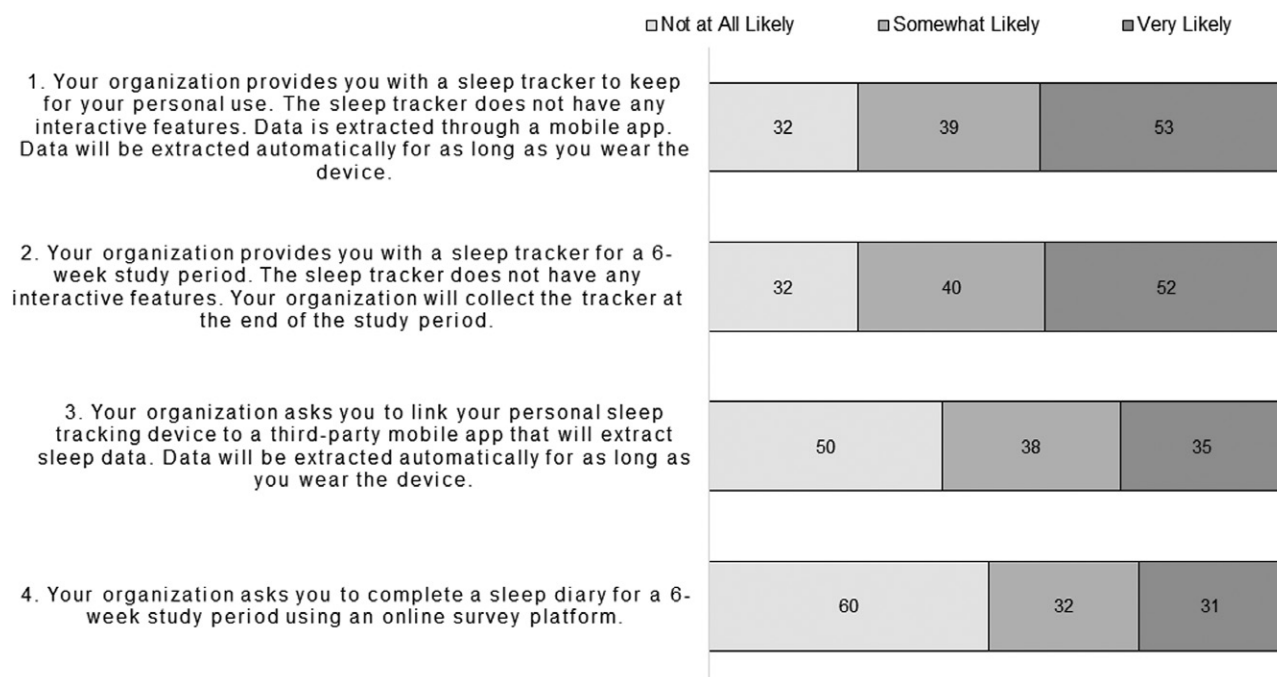 Not at All Likely Somewhat Likely Very Likely
1. Your organization provides you with a sleep tracker to keep
for your personal use. The sleep tracker does not have any
interactive features. Data is extracted through a mobile app.
Data will be extracted automatically for as long as you wear the
device.
32 39 53
2. Your organization provides you with a sleep tracker for a 6-
week study period. The sleep tracker does not have any
interactive features. Your organization will collect the tracker at
the end of the study period.
32 40 52
3. Your organization asks you to link your personal sleep
tracking device to a third-party mobile app that will extract
sleep data. Data will be extracted automatically for as long as
you wear the device.
50 38 35
4. Your organization asks you to complete a sleep diary for a 6-
week study period using an online survey platform.
60 32 31